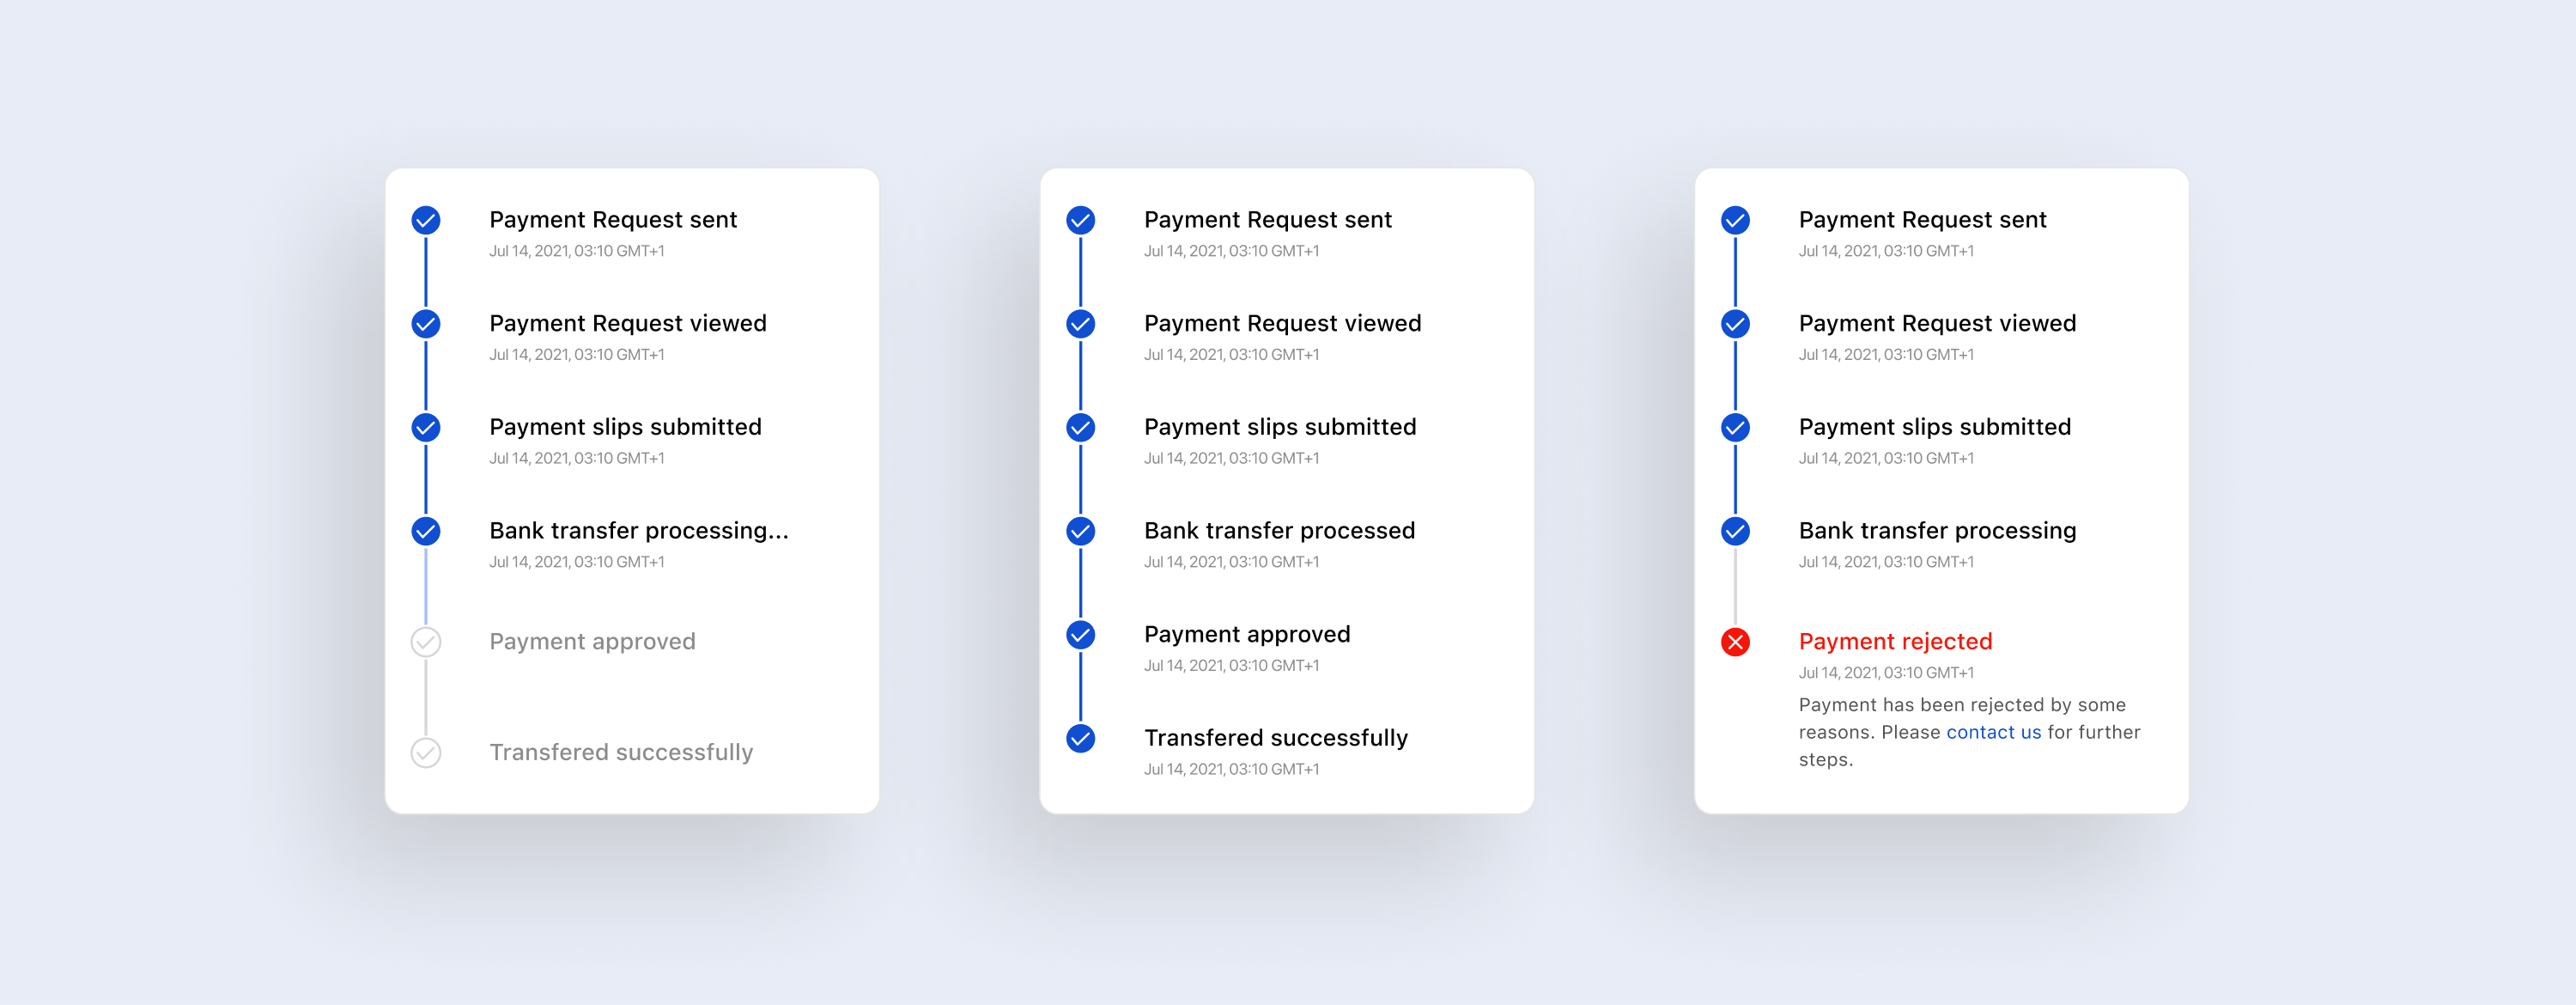 Payment Request sent
Jul 14, 2021, 03:10 GMT+1
Payment Request viewed
Jul 14, 2021, 03:10 GMT+1
Payment slips submitted
Jul 14, 2021, 03:10 GMT+1
Bank transfer processing...
Jul 14, 2021, 03:10 GMT+1
Payment approved
Transfered successfully
Payment Request sent
Jul 14, 2021, 03:10 GMT+1
Payment Request viewed
Jul 14, 2021, 03:10 GMT+1
Payment slips submitted
Jul 14, 2021, 03:10 GMT+1
Bank transfer processed
Jul 14, 2021, 03:10 GMT+1
Payment approved
Jul 14, 2021, 03:10 GMT+1
Transfered successfully
Jul 14, 2021, 03:10 GMT+1
Payment Request sent
Jul 14, 2021, 03:10 GMT+1
Payment Request viewed
Jul 14, 2021, 03:10 GMT+1
Payment slips submitted
Jul 14, 2021, 03:10 GMT+1
Bank transfer processing
Jul 14, 2021, 03:10 GMT+1
Payment rejected
Jul 14, 2021, 03:10 GMT+1
Payment has been rejected by some
reasons. Please contact us for further
steps.